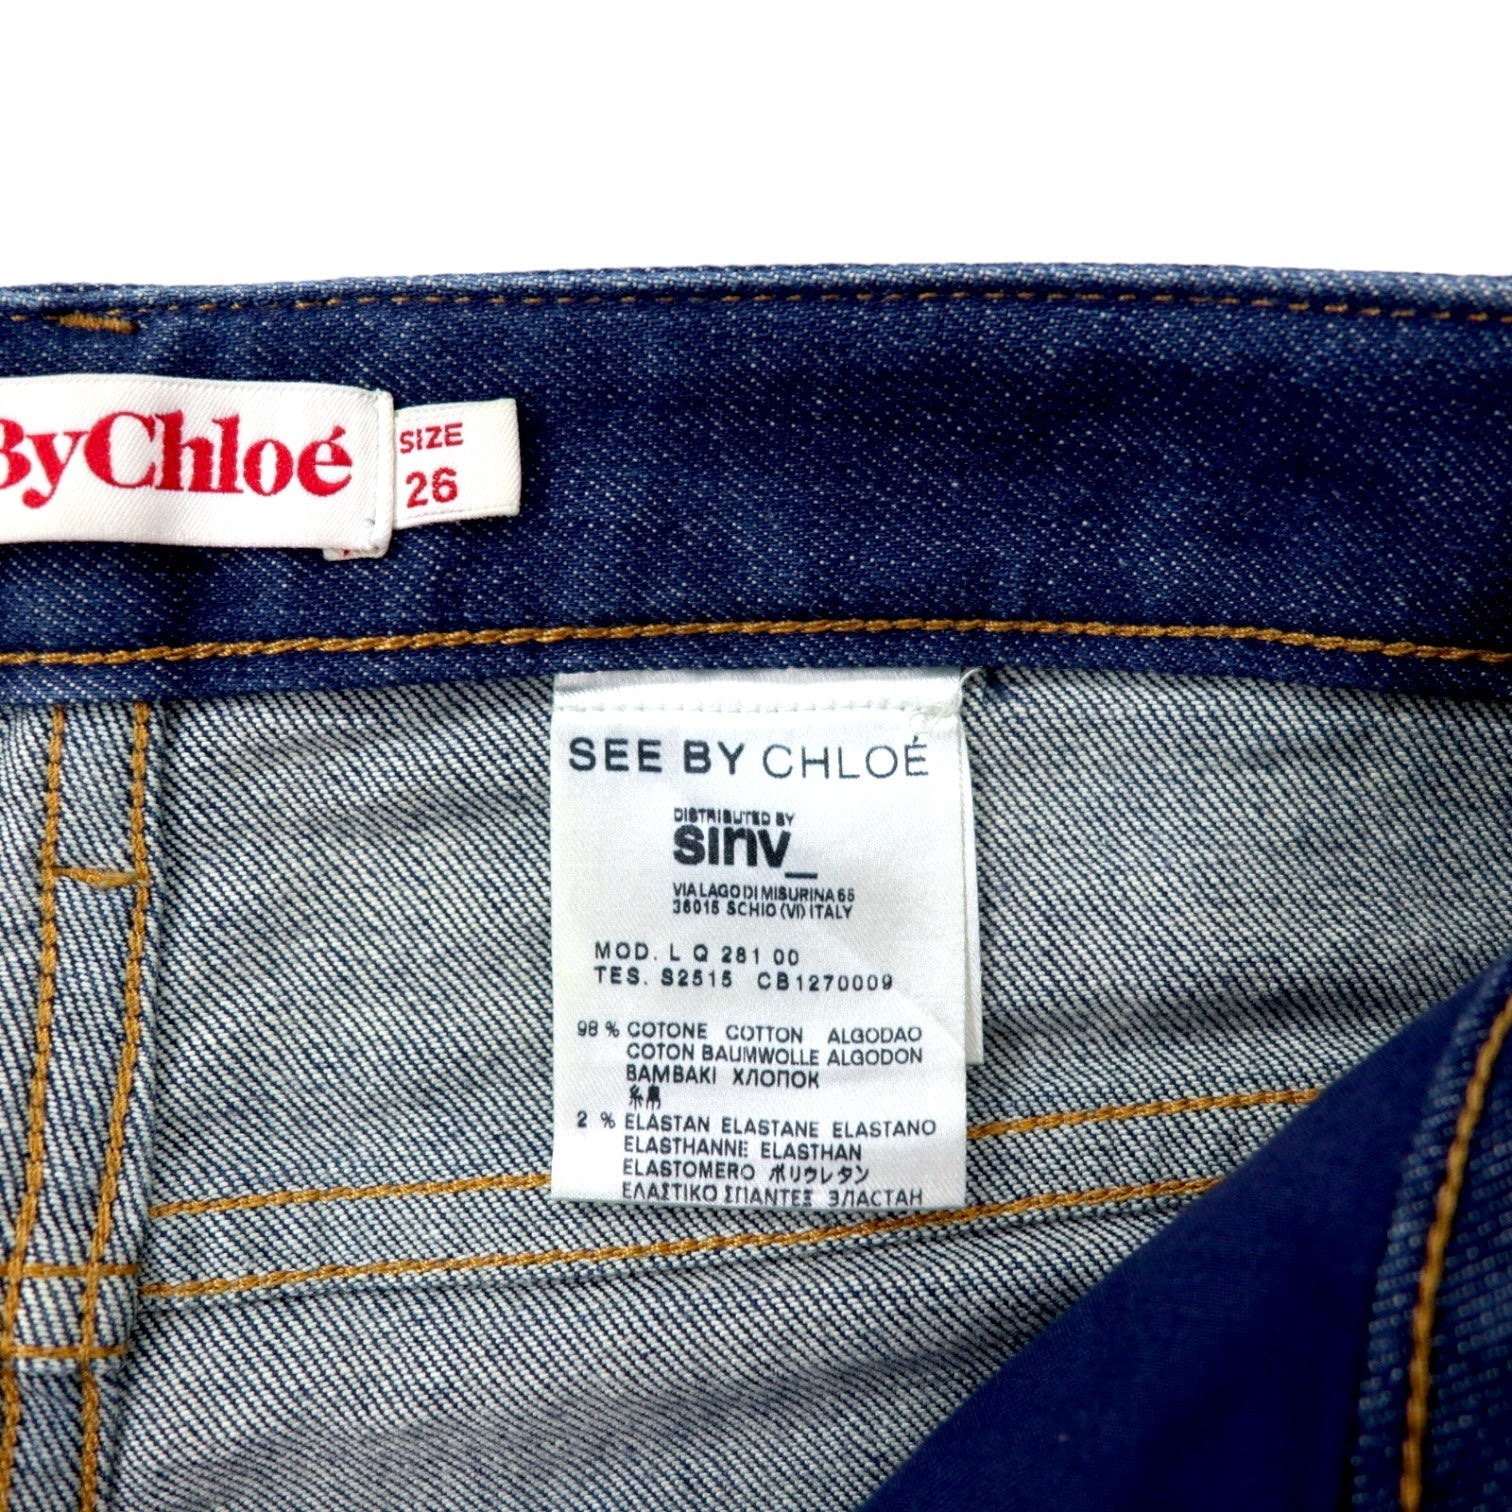 ByChloé
SIZE
26
SEE BY CHLOÉ
DISTRIBUTED BY
sinv_
VIA LAGO DI MISURINA 65
36015 SCHIO (VI) ITALY
MOD. L Q 281 00
TES. S2515 CB1270009
98 % COTONE COTTON ALGODAO
COTON BAUMWOLLE ALGODON
BAMBAKI ХЛОПОК
綿
2 % ELASTAN ELASTANE ELASTANO
ELASTHANNE ELASTHAN
ELASTOMERO ポリウレタン
ΕΛΑΣΤΙΚΟ ΣΠΑΝΤΕΞ ЭЛАСТАН